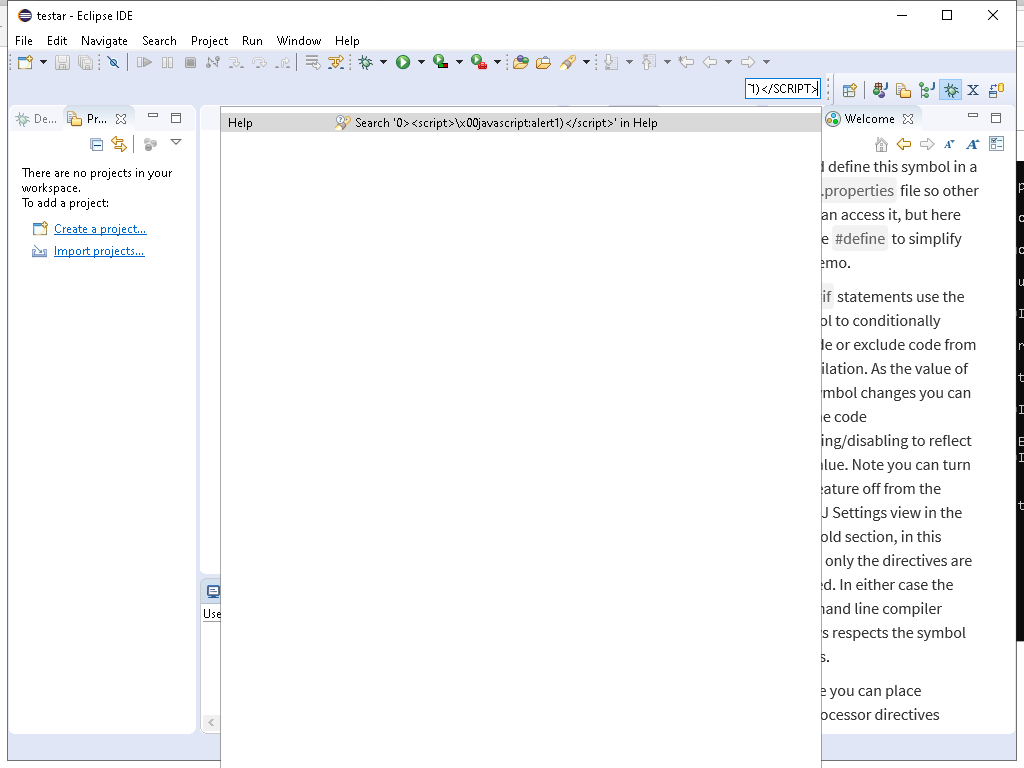 testar - Eclipse IDE
File Edit Navigate Search Project Run Window Help
~1)</SCRIPT>
De...
Pr...
There are no projects in your
workspace.
To add a project:
Create a project...
Import projects...
Use
Help
Search '0><script>\x00javascript:alert1)</script>' in Help
Welcome
define this symbol in a
.properties file so other
an access it, but here
#define to simplify
emo.
if statements use the
ol to conditionally
de or exclude code from
ilation. As the value of
mbol changes you can
e code
ing/disabling to reflect
alue. Note you can turn
eature off from the
J Settings view in the
old section, in this
only the directives are
ed. In either case the
mand line compiler
s respects the symbol
s.
e you can place
ocessor directives